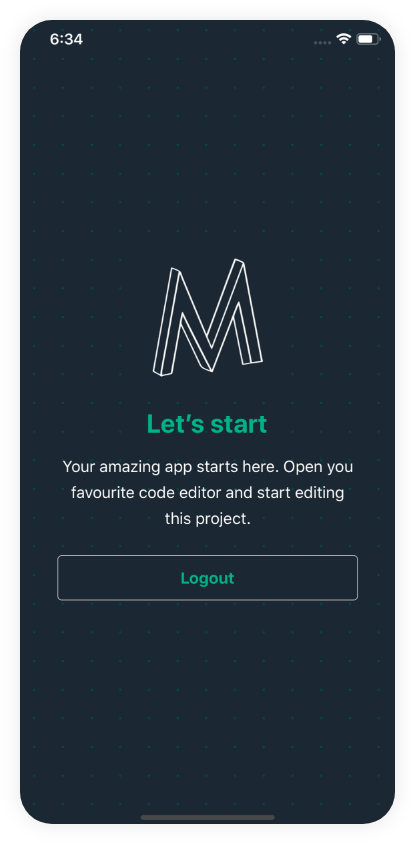 6:34
M
Let's start
Your amazing app starts here. Open you
favourite code editor and start editing
this project.
Logout